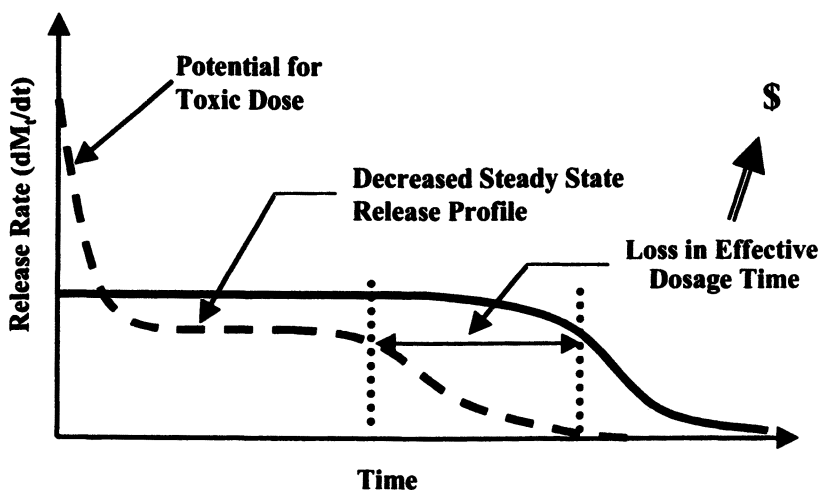 Potential for
Toxic Dose
$
Decreased Steady State
Release Profile
Loss in Effective
Dosage Time
Release Rate (dMt/dt)
Time